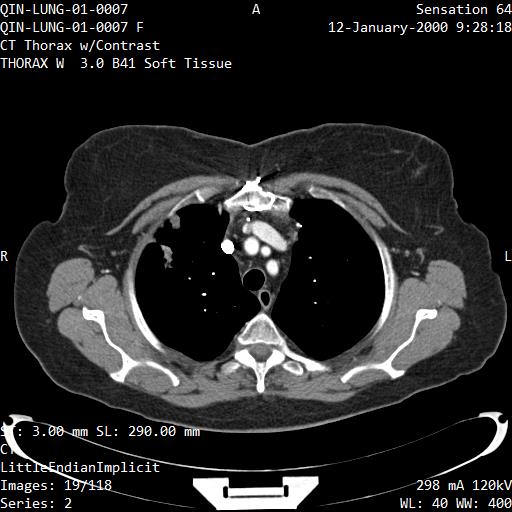 QIN-LUNG-01-0007
A
Sensation 64
QIN-LUNG-01-0007 F
12-January-2000 9:28:18
CT Thorax w/Contrast
THORAX W 3.0 B41 Soft Tissue
R
L
ST: 3.00 mm SL: 290.00 mm
CT
LittleEndianImplicit
Images: 19/118
298 mA 120kV
Series: 2
WL: 40 WW: 400